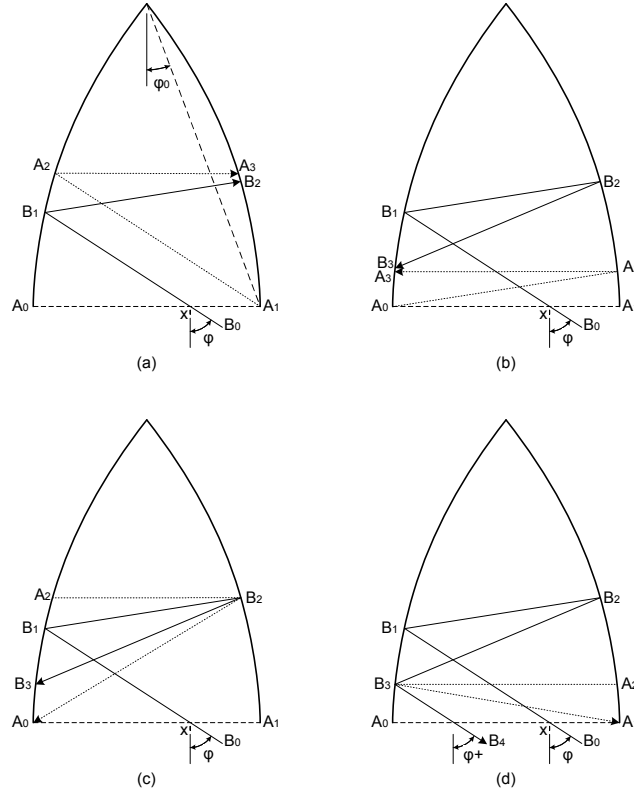 φ0
A2
A3
B2
B1
A0
x'
B0
A1
φ
(a)
B2
B1
B3
A3
A
A0
x'
B0
A
φ
(b)
A2
B2
B1
B3
A0
x'
B0
A1
φ
(c)
B2
B1
B3
A2
A0
B4
x'
B0
A
φ+
φ
(d)